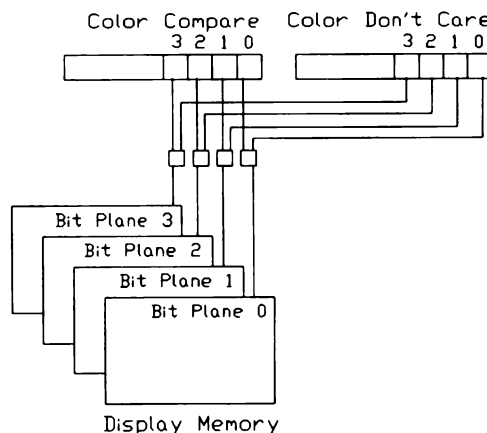 Color Compare
3 2 1 0
Color Don't Care
3 2 1 0
Bit Plane 3
Bit Plane 2
Bit Plane 1
Bit Plane 0
Display Memory